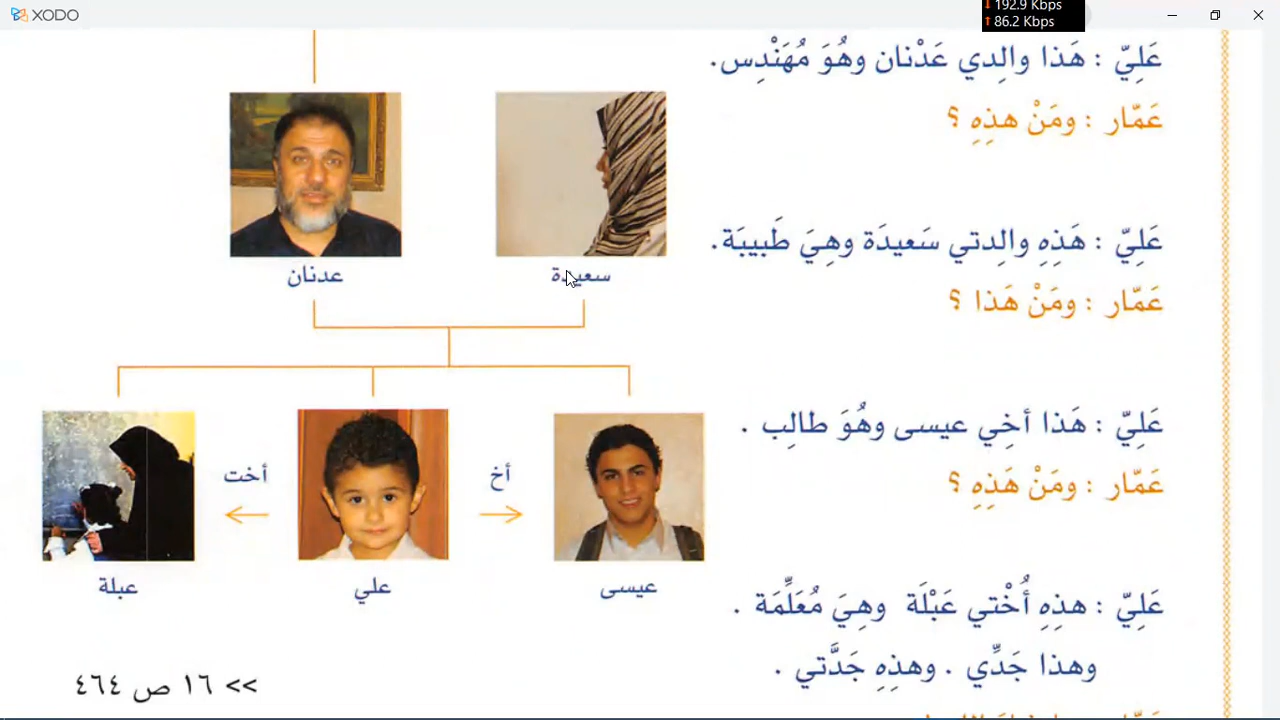 XODO
192.9 Kbps
86.2 Kbps
عَلِيّ : هَذا والِدي عَدْنان وهُوَ مُهَنْدِس.
عَمّار : ومَنْ هذِهِ ؟
عَلِيّ : هَذِهِ والِدتي سَعيدَة وهِيَ طَبيبَة.
عَمّار : ومَنْ هَذا ؟
سعيدة
عدنان
عَلِيّ : هَذا أخِي عيسى وهُوَ طالِب .
عَمّار : ومَنْ هَذِهِ ؟
أخ
أخت
عيسى
علي
عبلة
عَلِيّ : هذِهِ أُخْتي عَبْلَة وهِيَ مُعَلِّمَة .
وهذا جَدِّي . وهذِهِ جَدَّتي .
>> ١٦ ص ٤٦٤